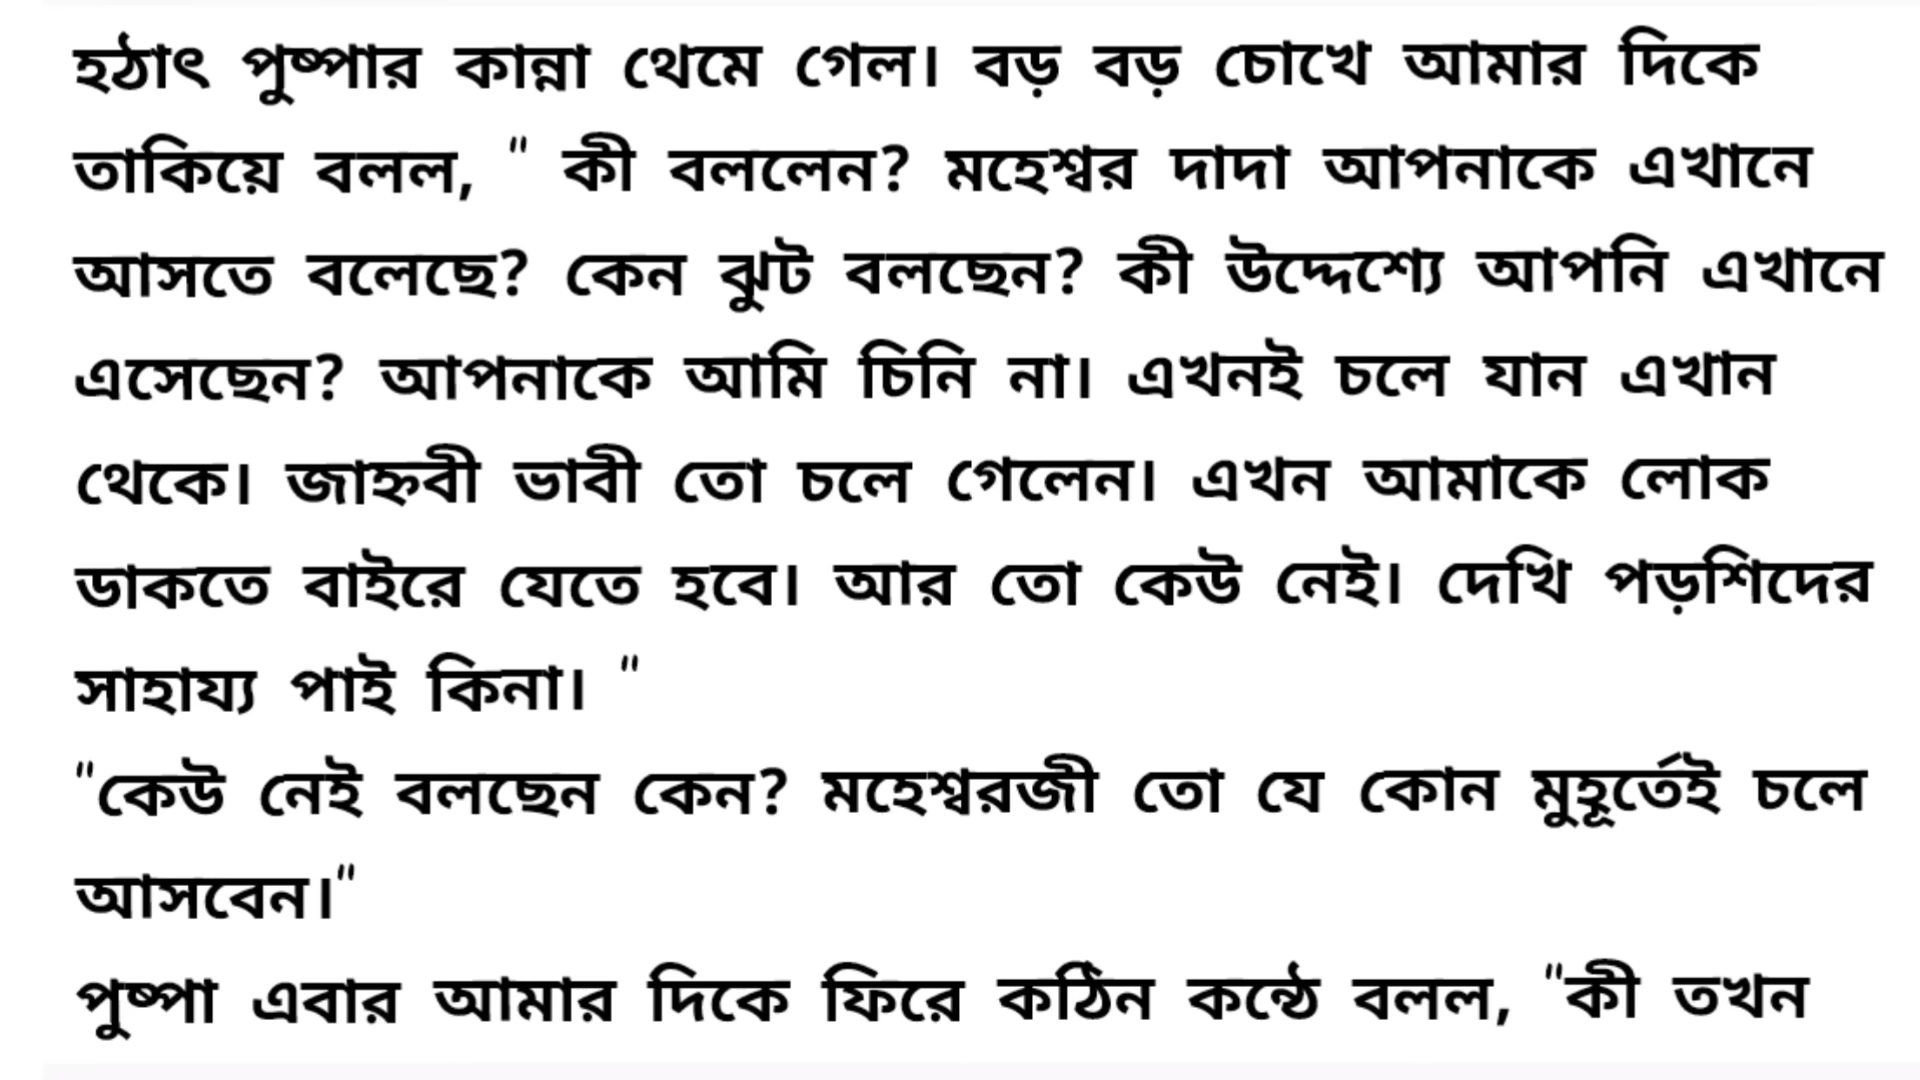 হঠাৎ পুষ্পার কান্না থেমে গেল। বড় বড় চোখে আমার দিকে
তাকিয়ে বলল, " কী বললেন? মহেশ্বর দাদা আপনাকে এখানে
আসতে বলেছে? কেন ঝুট বলছেন? কী উদ্দেশ্যে আপনি এখানে
এসেছেন? আপনাকে আমি চিনি না। এখনই চলে যান এখান
থেকে। জাহ্নবী ভাবী তো চলে গেলেন। এখন আমাকে লোক
ডাকতে বাইরে যেতে হবে। আর তো কেউ নেই। দেখি পড়শিদের
সাহায্য পাই কিনা। "
"কেউ নেই বলছেন কেন? মহেশ্বরজী তো যে কোন মুহূর্তেই চলে
আসবেন।"
পুষ্পা এবার আমার দিকে ফিরে কঠিন কন্ঠে বলল, "কী তখন